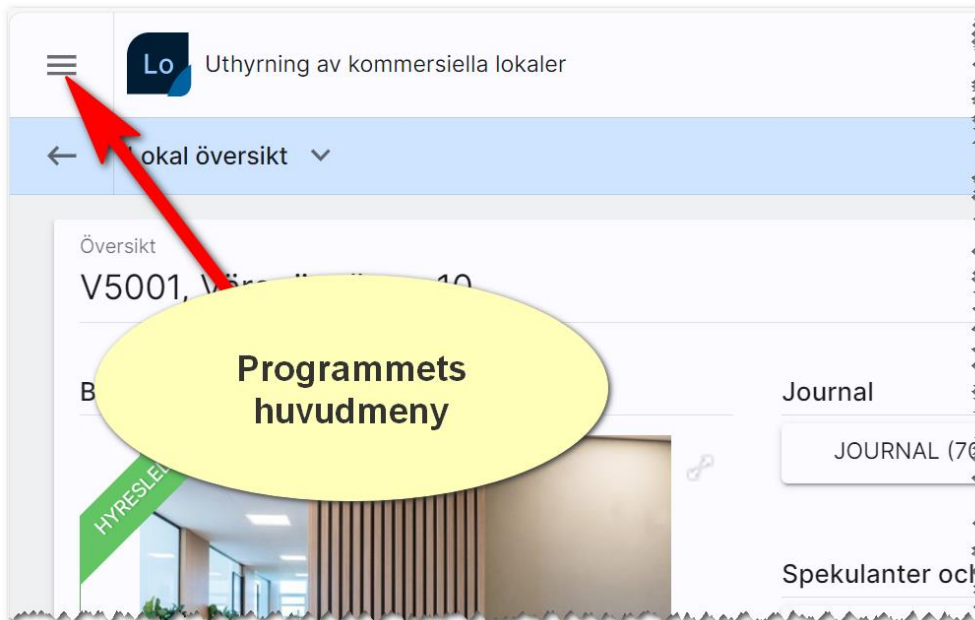 Lo Uthyrning av kommersiella lokaler
Lokal översikt
Översikt
V5001,
Programmets
huvudmeny
Journal
JOURNAL
Spekulanter